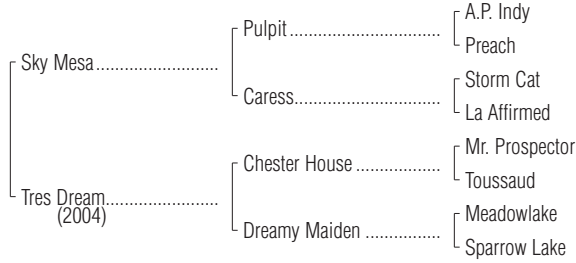 A.P. Indy
Pulpit
Preach
Sky Mesa
Storm Cat
Caress
La Affirmed
Mr. Prospector
Chester House
Toussaud
Tres Dream
(2004)
Meadowlake
Dreamy Maiden
Sparrow Lake